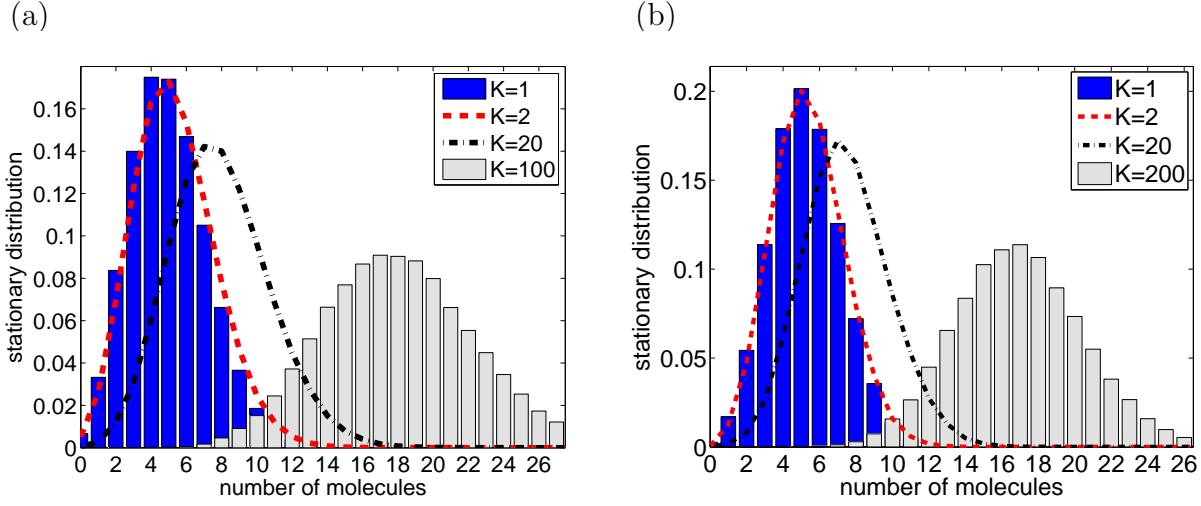 (a)
K=1
K=2
K=20
K=100
stationary distribution
0.16
0.14
0.12
0.1
0.08
0.06
0.04
0.02
0
0 2 4 6 8 10 12 14 16 18 20 22 24 26
number of molecules
(b)
K=1
K=2
K=20
K=200
stationary distribution
0.2
0.15
0.1
0.05
0
0 2 4 6 8 10 12 14 16 18 20 22 24 26
number of molecules